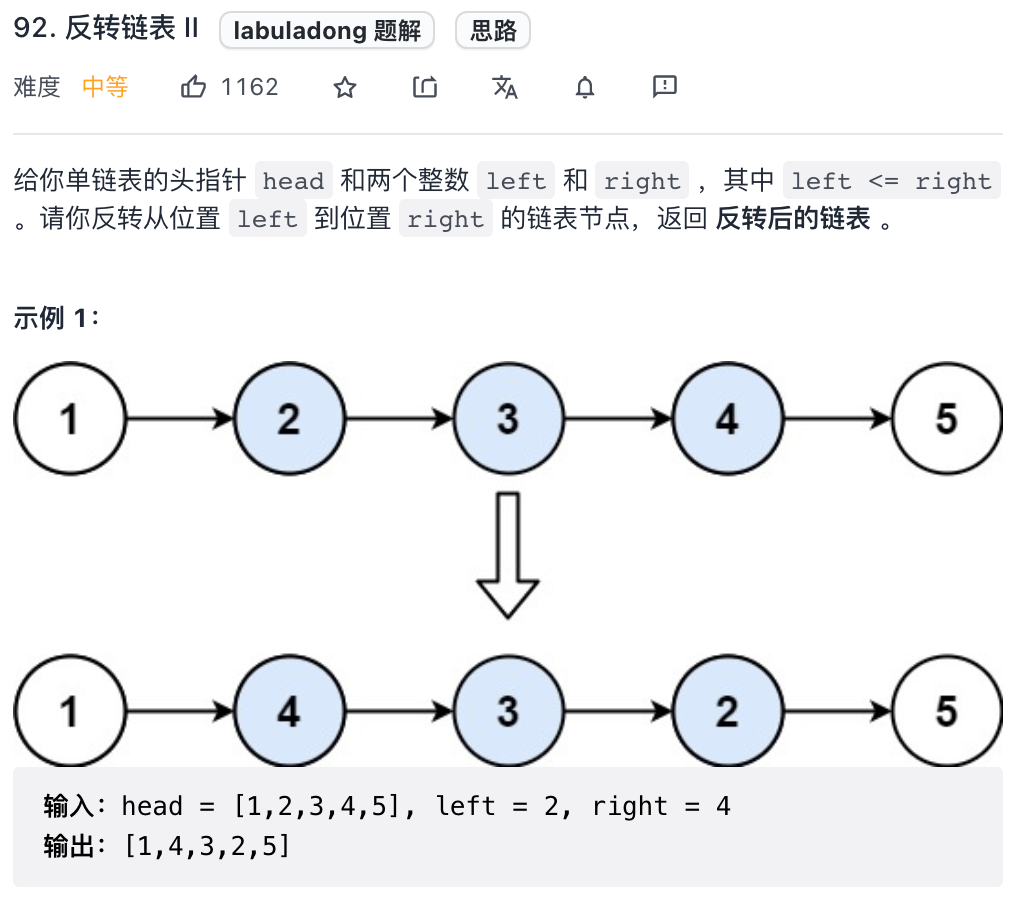 92. 反转链表 II labuladong 题解 思路
难度 中等 1162
给你单链表的头指针 head 和两个整数 left 和 right ，其中 left <= right
。请你反转从位置 left 到位置 right 的链表节点，返回 反转后的链表 。
示例 1：
1 2 3 4 5
1 4 3 2 5
输入：head = [1,2,3,4,5], left = 2, right = 4
输出：[1,4,3,2,5]